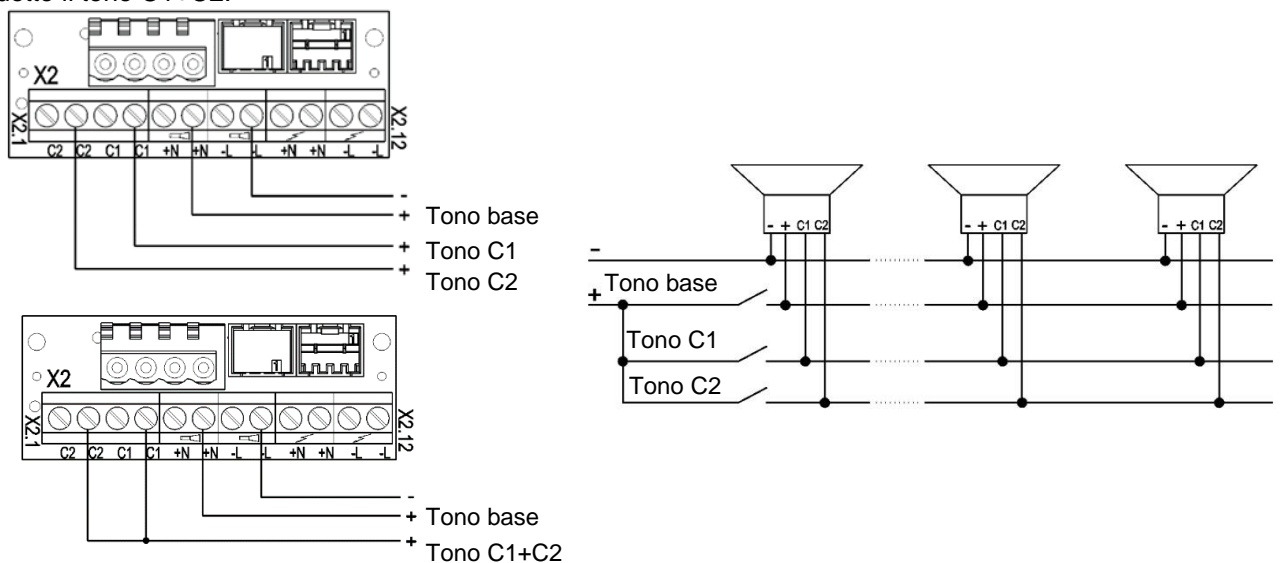 X2
X2.1
X2.12
C2 C2 C1 C1 +N +N -L -L +N +N -L -L
1
-
+ Tono base
+ Tono C1
+ Tono C2
X2
X2.1
X2.12
C2 C2 C1 C1 +N +N -L -L +N +N -L -L
1
-
+ Tono base
+ Tono C1+C2
- + C1 C2
- + C1 C2
- + C1 C2
-
+ Tono base
Tono C1
Tono C2